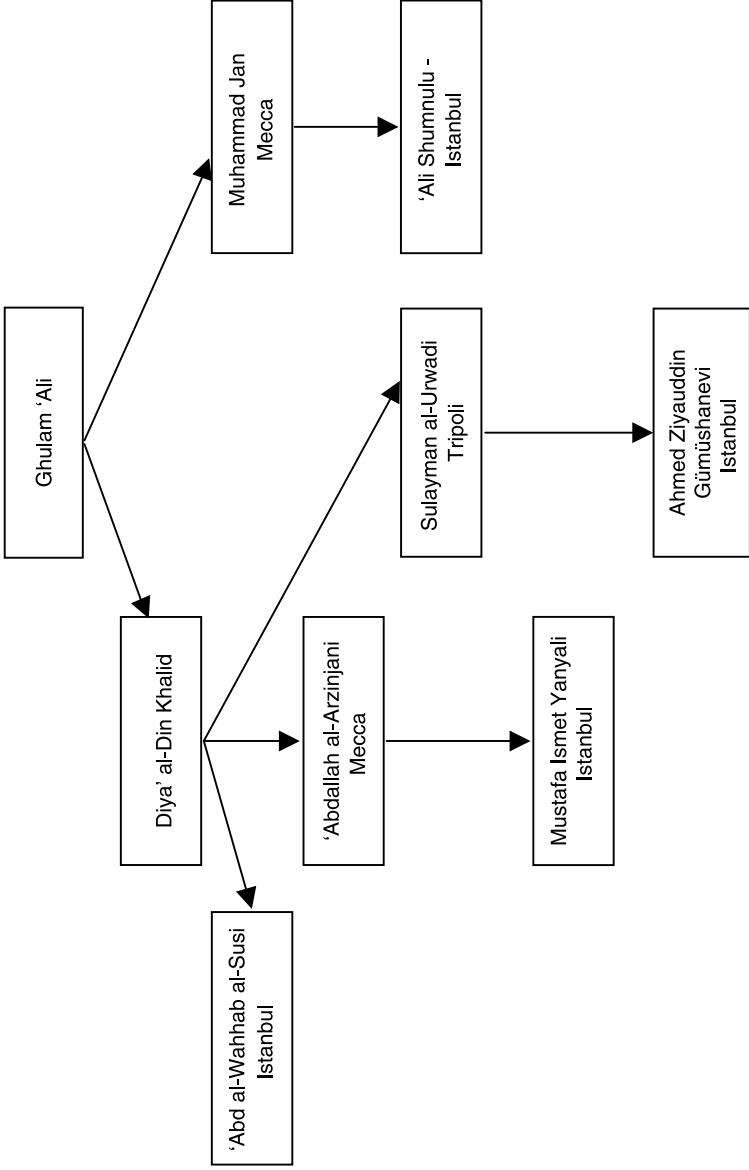 Ghulam ‘Ali
Diya’ al-Din Khalid
Muhammad Jan
Mecca
‘Abd al-Wahhab al-Susi
Istanbul
‘Abdallah al-Arzinjani
Mecca
Sulayman al-Urwadi
Tripoli
‘Ali Shumnulu -
Istanbul
Mustafa Ismet Yanyali
Istanbul
Ahmed Ziyauddin
Gümüshanevi
Istanbul